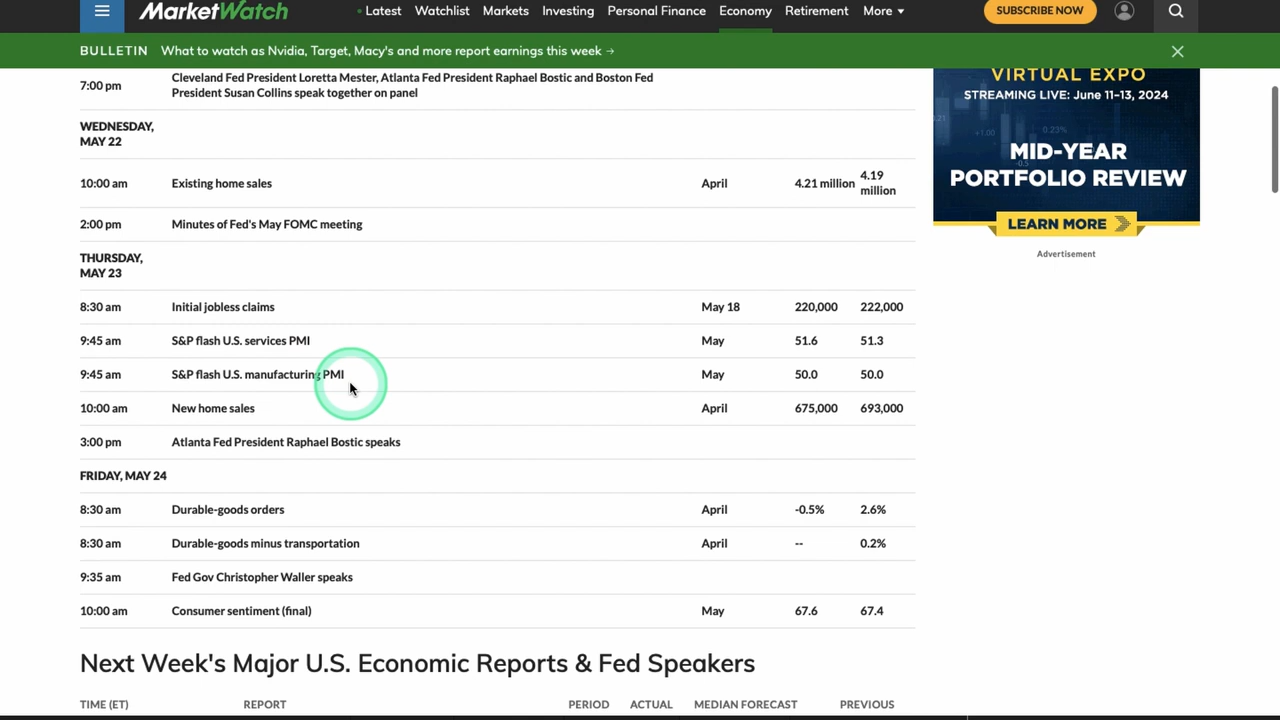 MarketWatch
Latest Watchlist Markets Investing Personal Finance Economy Retirement More SUBSCRIBE NOW
BULLETIN What to watch as Nvidia, Target, Macy's and more report earnings this week →
7:00 pm Cleveland Fed President Loretta Mester, Atlanta Fed President Raphael Bostic and Boston Fed
President Susan Collins speak together on panel
WEDNESDAY,
MAY 22
10:00 am Existing home sales April 4.21 million 4.19
million
2:00 pm Minutes of Fed's May FOMC meeting
THURSDAY,
MAY 23
8:30 am Initial jobless claims May 18 220,000 222,000
9:45 am S&P flash U.S. services PMI May 51.6 51.3
9:45 am S&P flash U.S. manufacturing PMI May 50.0 50.0
10:00 am New home sales April 675,000 693,000
3:00 pm Atlanta Fed President Raphael Bostic speaks
FRIDAY, MAY 24
8:30 am Durable-goods orders April -0.5% 2.6%
8:30 am Durable-goods minus transportation April -- 0.2%
9:35 am Fed Gov Christopher Waller speaks
10:00 am Consumer sentiment (final) May 67.6 67.4
Next Week's Major U.S. Economic Reports & Fed Speakers
TIME (ET) REPORT PERIOD ACTUAL MEDIAN FORECAST PREVIOUS
VIRTUAL EXPO
STREAMING LIVE: June 11-13, 2024
+1.00 0.23%
MID-YEAR
PORTFOLIO REVIEW
LEARN MORE
Advertisement